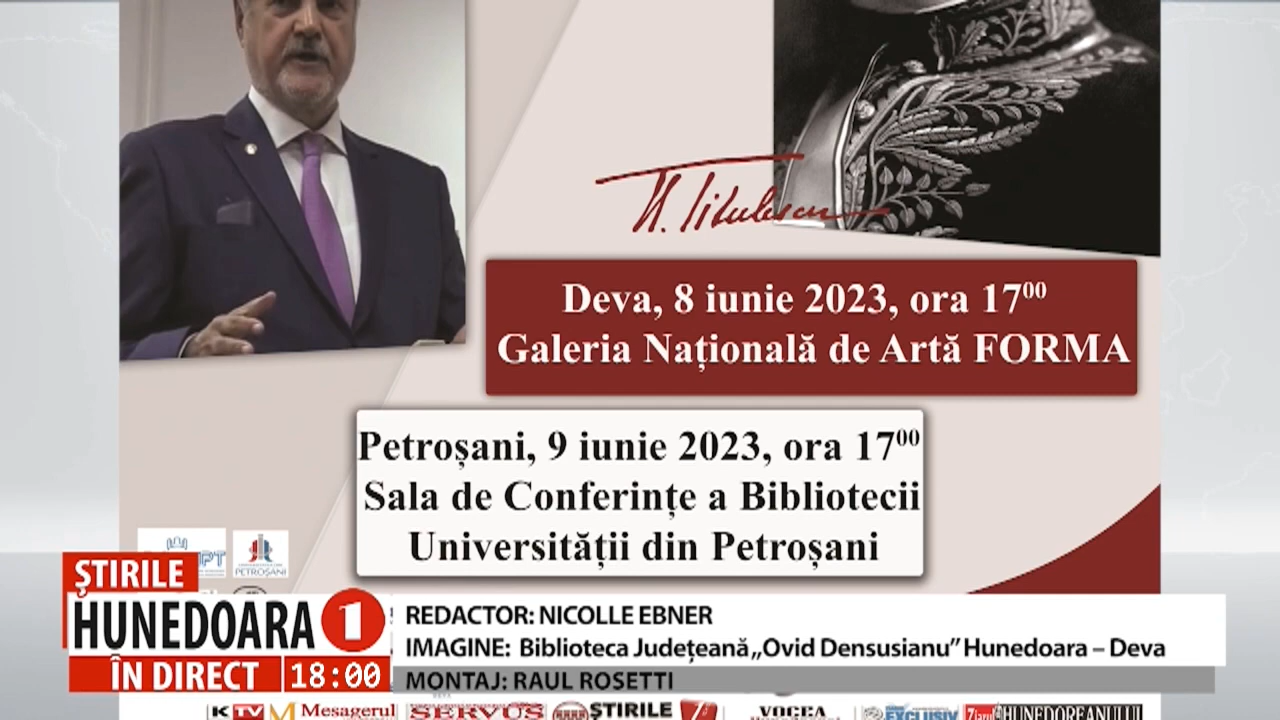 N. Titulescu
Deva, 8 iunie 2023, ora 17⁰⁰
Galeria Națională de Artă FORMA
Petroșani, 9 iunie 2023, ora 17⁰⁰
Sala de Conferințe a Bibliotecii
Universității din Petroșani
PETROȘANI
ȘTIRILE
HUNEDOARA 1
ÎN DIRECT 18:00
REDACTOR: NICOLLE EBNER
IMAGINE: Biblioteca Județeană „Ovid Densusianu” Hunedoara – Deva
MONTAJ: RAUL ROSETTI
TV Mesagerul SERVUS ȘTIRILE VOCEA EXCLUSIV HUNEDOREANULUI